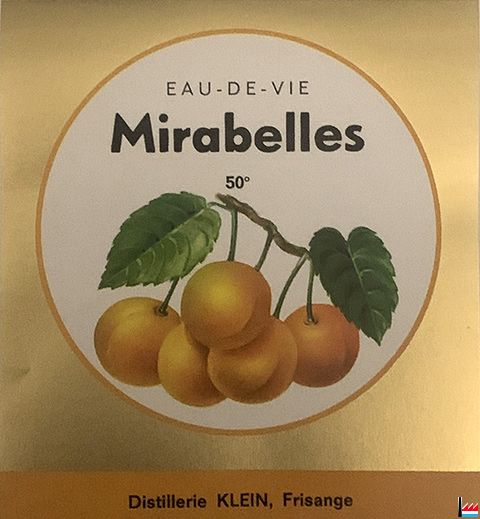 EAU-DE-VIE
Mirabelles
50°
Distillerie KLEIN, Frisange